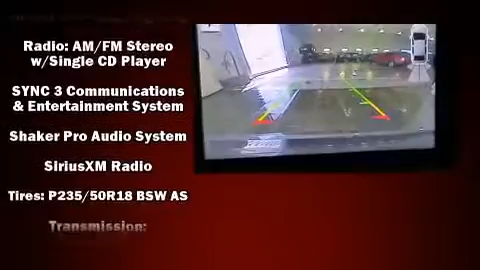 Radio: AM/FM Stereo
w/Single CD Player
SYNC 3 Communications
& Entertainment System
Shaker Pro Audio System
SiriusXM Radio
Tires: P235/50R18 BSW AS
Transmission: